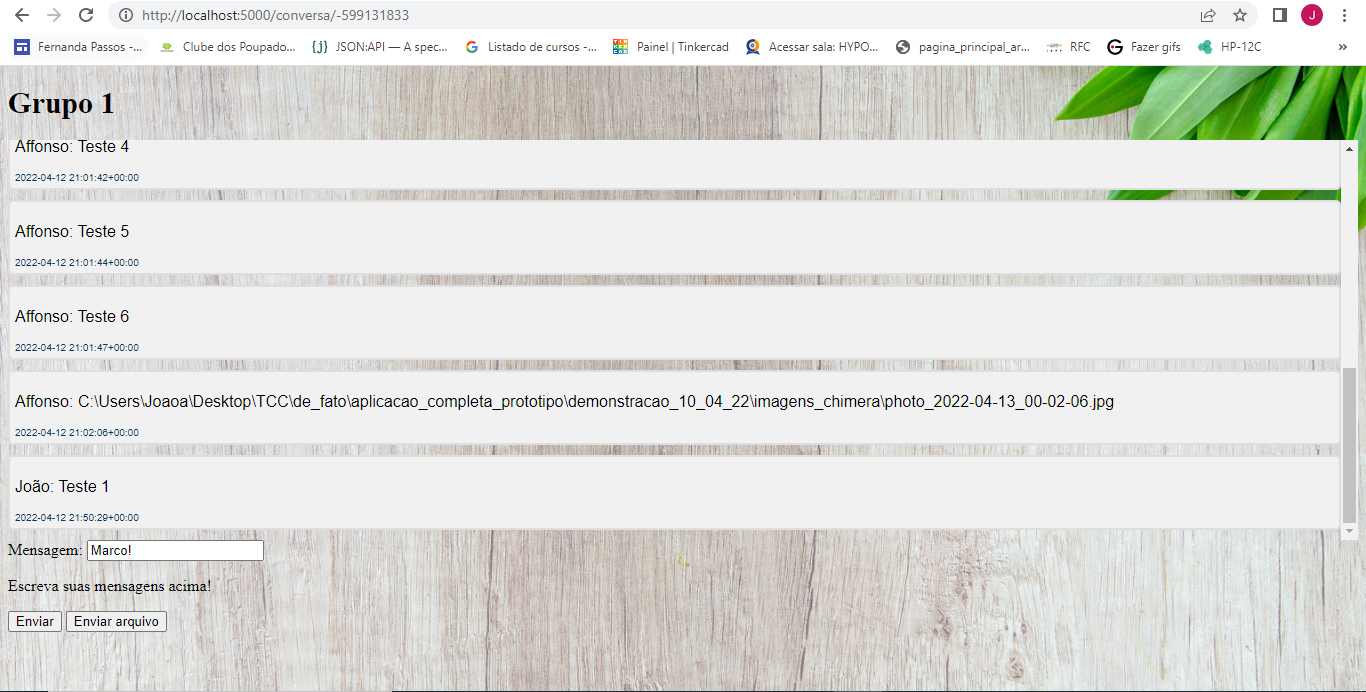 http://localhost:5000/conversa/-599131833
J
Fernanda Passos -...
Clube dos Poupado...
{j} JSON:API — A spec...
G Listado de cursos -...
Painel | Tinkercad
Acessar sala: HYPO...
pagina_principal_ar...
RFC
G Fazer gifs
HP-12C
»
Grupo 1
Affonso: Teste 4
2022-04-12 21:01:42+00:00
Affonso: Teste 5
2022-04-12 21:01:44+00:00
Affonso: Teste 6
2022-04-12 21:01:47+00:00
Affonso: C:\Users\Joaoa\Desktop\TCC\de_fato\aplicacao_completa_prototipo\demonstracao_10_04_22\imagens_chimera\photo_2022-04-13_00-02-06.jpg
2022-04-12 21:02:06+00:00
João: Teste 1
2022-04-12 21:50:29+00:00
Mensagem: Marco!
Escreva suas mensagens acima!
Enviar Enviar arquivo